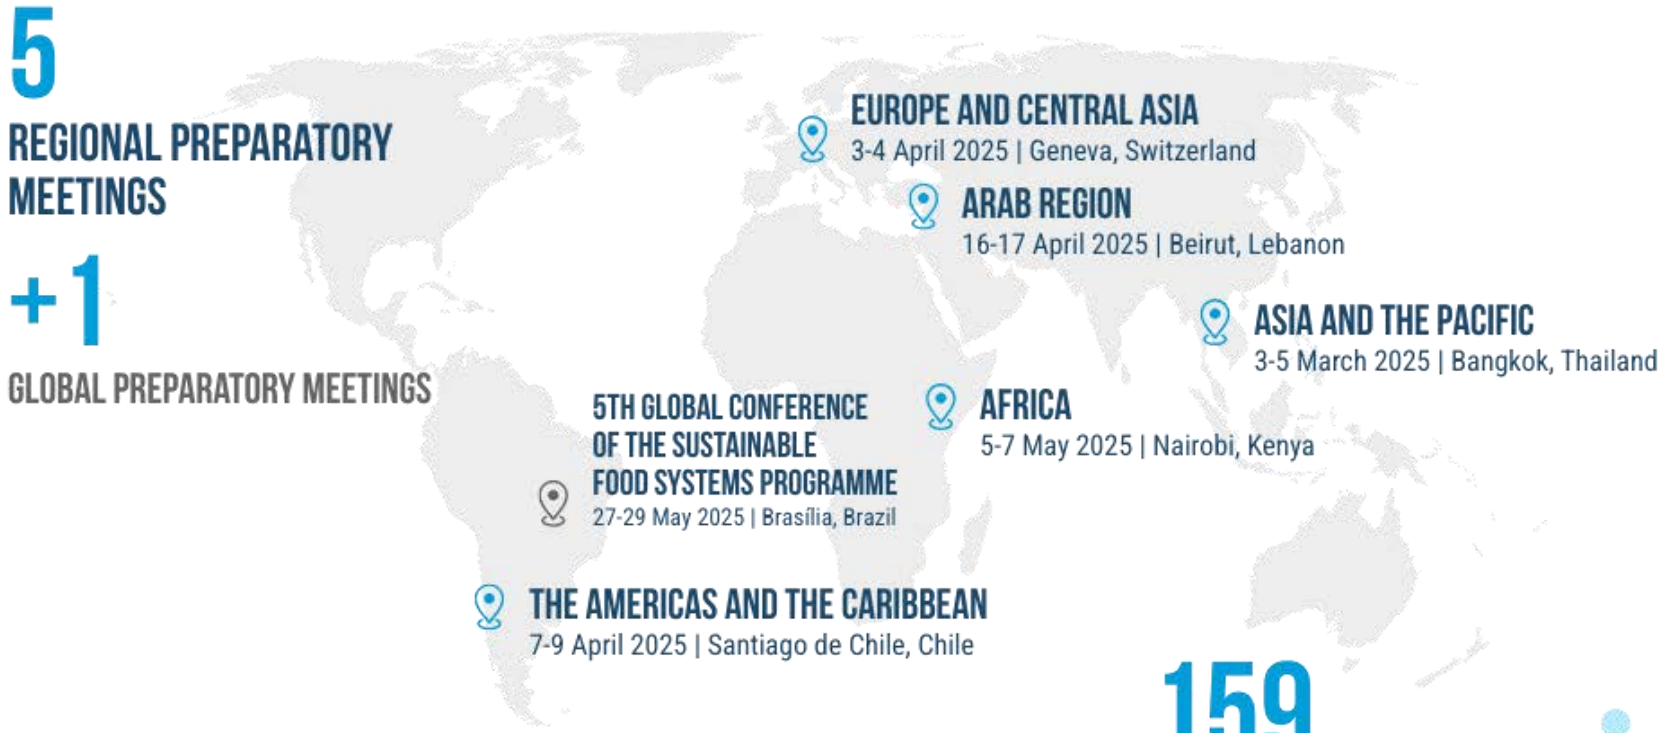 5
REGIONAL PREPARATORY
MEETINGS
+1
GLOBAL PREPARATORY MEETINGS
EUROPE AND CENTRAL ASIA
3-4 April 2025 | Geneva, Switzerland
ARAB REGION
16-17 April 2025 | Beirut, Lebanon
ASIA AND THE PACIFIC
3-5 March 2025 | Bangkok, Thailand
AFRICA
5-7 May 2025 | Nairobi, Kenya
5TH GLOBAL CONFERENCE
OF THE SUSTAINABLE
FOOD SYSTEMS PROGRAMME
27-29 May 2025 | Brasília, Brazil
THE AMERICAS AND THE CARIBBEAN
7-9 April 2025 | Santiago de Chile, Chile
159